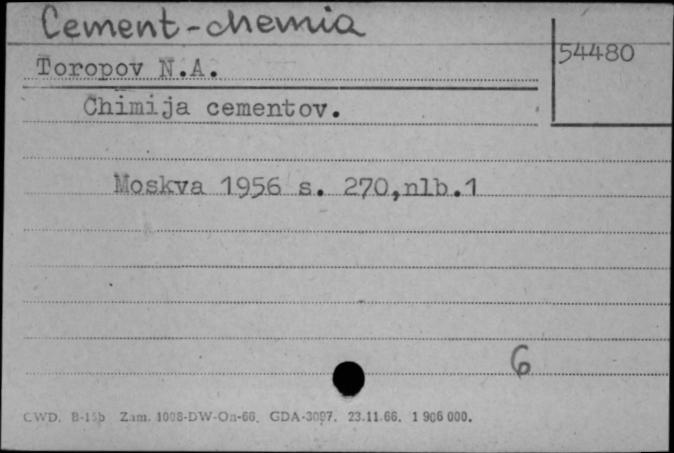 Cement-chemia
54480
Toropov N.A.
Chimija cementov.
Moskva 1956 s. 270,nlb.1
6
CWD. B-15b Zam. 1008-DW-On-66. GDA-3097. 23.11.66. 1 906 000.